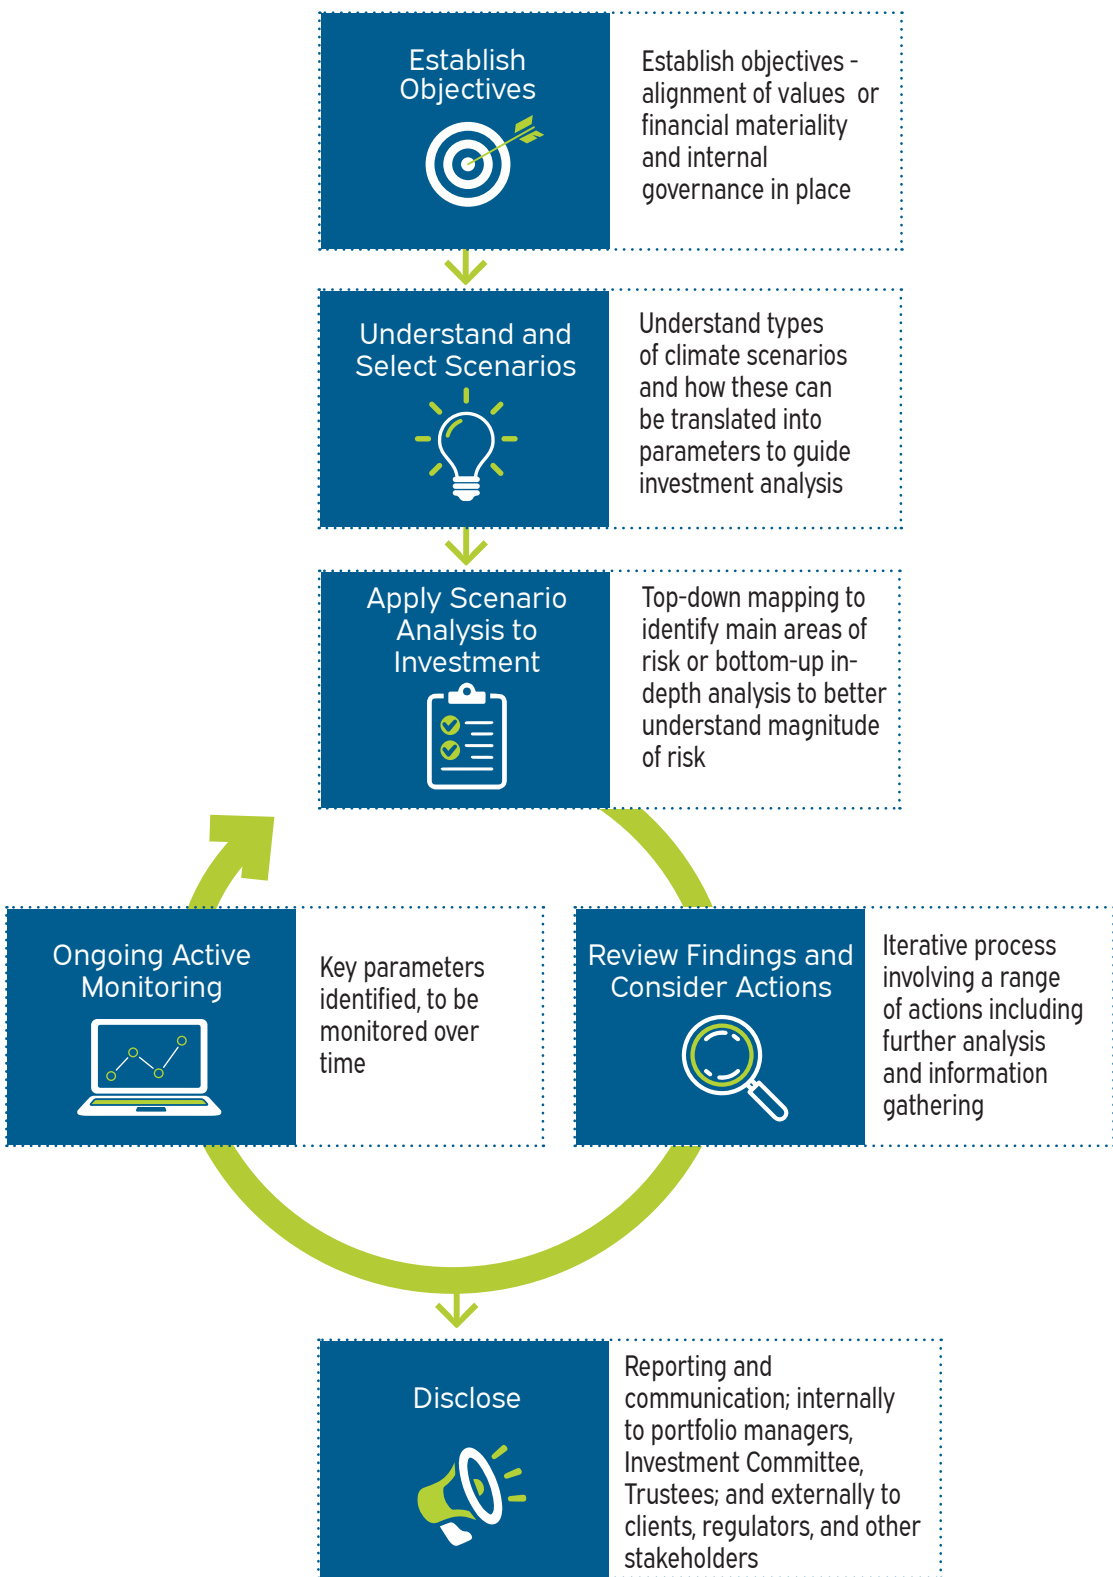 Establish
Objectives
Establish objectives -
alignment of values or
financial materiality
and internal
governance in place
Understand and
Select Scenarios
Understand types
of climate scenarios
and how these can
be translated into
parameters to guide
investment analysis
Apply Scenario
Analysis to
Investment
Top-down mapping to
identify main areas of
risk or bottom-up in-
depth analysis to better
understand magnitude
of risk
Ongoing Active
Monitoring
Key parameters
identified, to be
monitored over
time
Review Findings and
Consider Actions
Iterative process
involving a range
of actions including
further analysis
and information
gathering
Disclose
Reporting and
communication; internally
to portfolio managers,
Investment Committee,
Trustees; and externally to
clients, regulators, and other
stakeholders